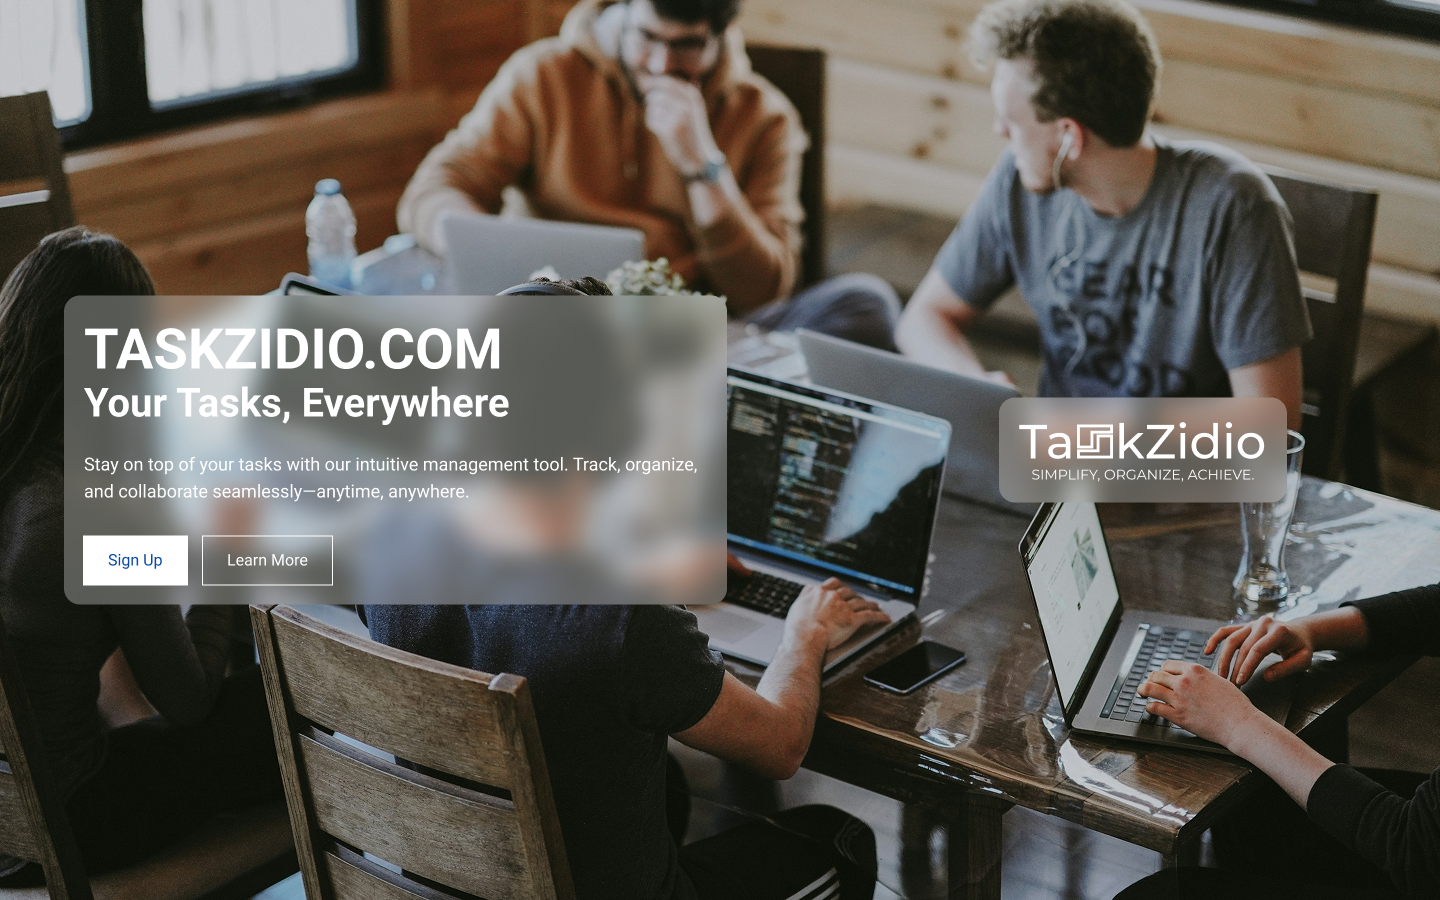 TASKZIDIO.COM
Your Tasks, Everywhere
Stay on top of your tasks with our intuitive management tool. Track, organize,
and collaborate seamlessly—anytime, anywhere.
Sign Up
Learn More
TaskZidio
SIMPLIFY, ORGANIZE, ACHIEVE.